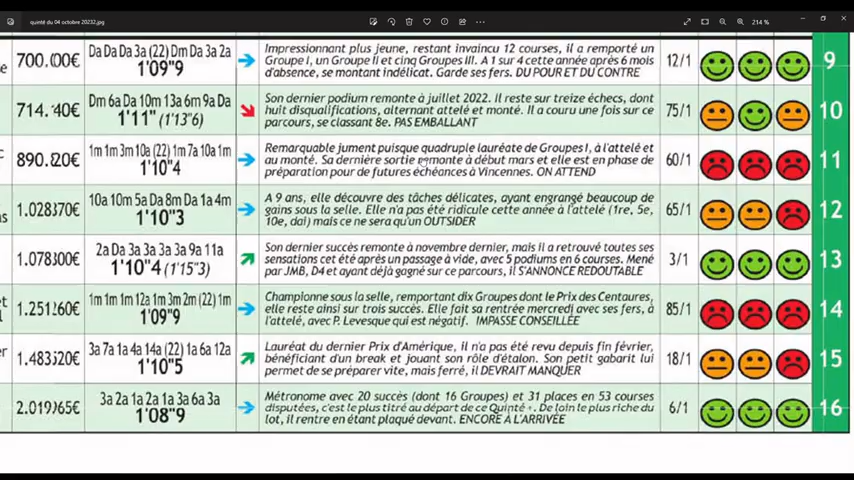 quinté du 04 octobre 20232.jpg
214 %
700.000€ Da Da Da 3a (22) Dm Da 3a 2a
1'09"9
Impressionnant plus jeune, restant invaincu 12 courses, il a remporté un
Groupe I, un Groupe II et cinq Groupes III. A 1 sur 4 cette année après 6 mois
d'absence, se montant indélicat. Garde ses fers. DU POUR ET DU CONTRE
12/1
9
714.140€ Dm 6a Da 10m 13a 6m 9a Da
1'11" (1'13"6)
Son dernier podium remonte à juillet 2022. Il reste sur treize échecs, dont
huit disqualifications, alternant attelé et monté. Il a couru une fois sur ce
parcours, se classant 8e. PAS EMBALLANT
75/1
10
890.820€ 1m 1m 3m 10a (22) 1m 7a 10a 1m
1'10"4
Remarquable jument puisque quadruple lauréate de Groupes I, à l'attelé et
au monté. Sa dernière sortie remonte à début mars et elle est en phase de
préparation pour de futures échéances à Vincennes. ON ATTEND
60/1
11
1.028.370€ 10a 10m 5a Da 8m Da 1a 4m
1'10"3
A 9 ans, elle découvre des tâches délicates, ayant engrangé beaucoup de
gains sous la selle. Elle n'a pas été ridicule cette année à l'attelé (1re, 5e,
10e, dai) mais ce ne sera qu'un OUTSIDER
65/1
12
2a Da 3a 3a 3a 3a 9a 11a
1'10"4 (1'15"3)
Son dernier succès remonte à novembre dernier, mais il a retrouvé toutes ses
sensations cet été après un passage à vide, avec 5 podiums en 6 courses. Mené
par JMB, D4 et ayant déjà gagné sur ce parcours, il S'ANNONCE REDOUTABLE
3/1
13
1m 1m 1m 12a 1m 3m 2m (22) 1m
1'09"9
Championne sous la selle, remportant dix Groupes dont le Prix des Centaures,
elle reste ainsi sur trois succès. Elle fait sa rentrée mercredi avec ses fers, à
l'attelé, avec P. Levesque qui est négatif. IMPASSE CONSEILLÉE
85/1
14
3a 7a 1a 4a 14a (22) 1a 6a 12a
1'10"5
Lauréat du dernier Prix d'Amérique, il n'a pas été revu depuis fin février,
bénéficiant d'un break et jouant son rôle d'étalon. Son petit gabarit lui
permet de se préparer vite, mais ferré, il DEVRAIT MANQUER
18/1
15
3a 2a 1a 2a 1a 3a 6a 3a
1'08"9
Métronome avec 20 succès (dont 16 Groupes) et 31 places en 53 courses
disputées, c'est le plus titré au départ de ce Quinté+. De loin le plus riche du
lot, il rentre en étant plaqué devant. ENCORE À L'ARRIVÉE
6/1
16